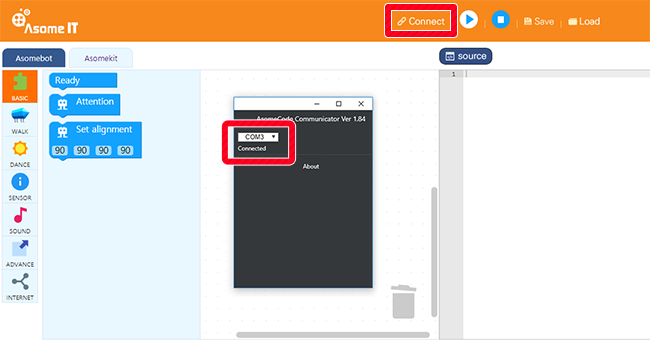 Asome IT
Connect
Save
Load
Asomebot
Asomekit
source
BASIC
WALK
DANCE
SENSOR
SOUND
ADVANCE
INTERNET
Ready
Attention
Set alignment
90 90 90 90
AsomeCode Communicator Ver 1.84
COM3
Connected
About
1